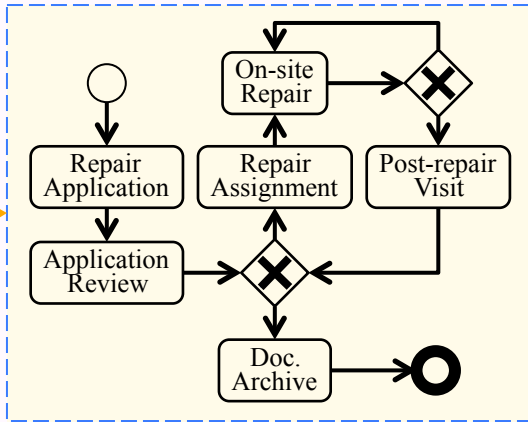 On-site
Repair
Repair
Application
Repair
Assignment
Post-repair
Visit
Application
Review
Doc.
Archive